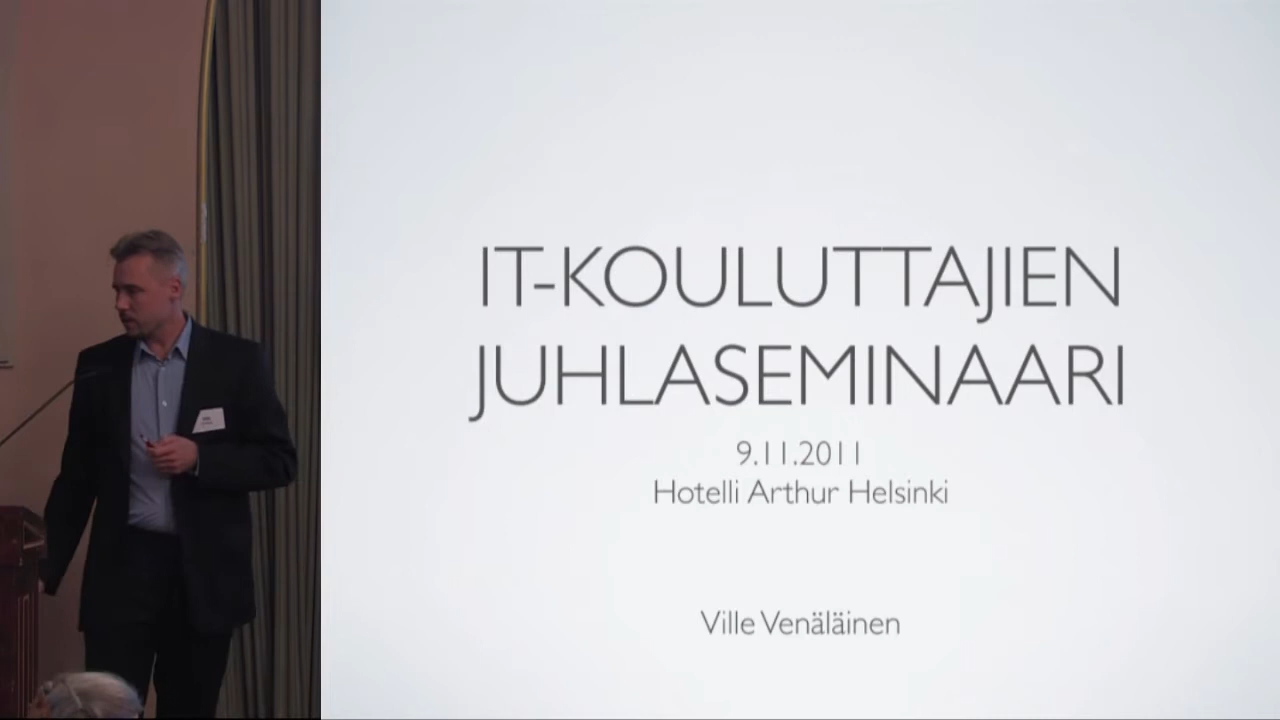 IT-KOULUTTAJIEN
JUHLASEMINAARI
9.11.2011
Hotelli Arthur Helsinki
Ville Venäläinen